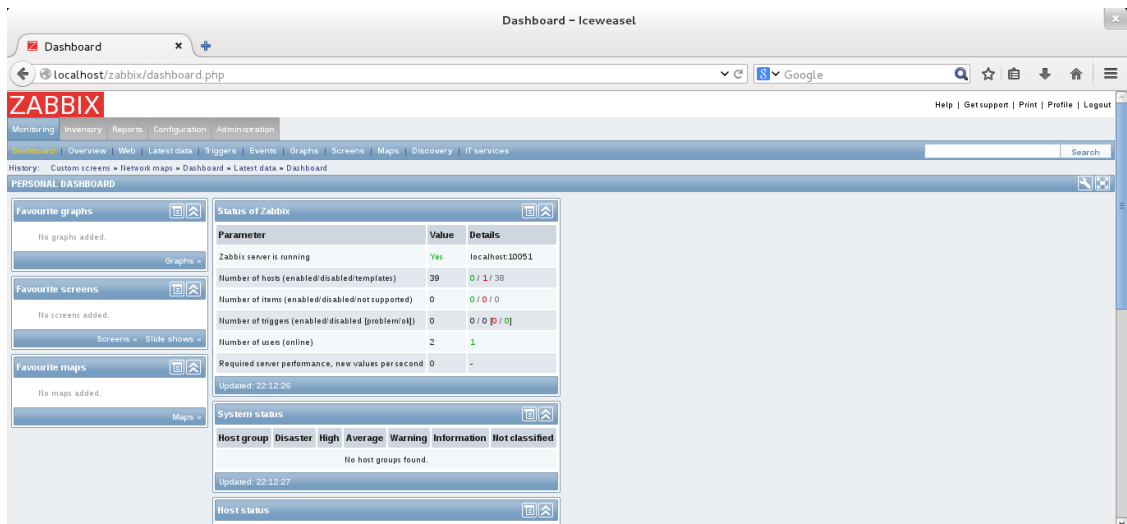 Dashboard - Iceweasel
Dashboard
localhost/zabbix/dashboard.php
8
Google
ZABBIX
Help | Get support | Print | Profile | Logout
Monitoring Inventory Reports Configuration Administration
Dashboard | Overview | Web | Latest data | Triggers | Events | Graphs | Screens | Maps | Discovery | IT services
Search
History: Custom screens » Network maps » Dashboard » Latest data » Dashboard
PERSONAL DASHBOARD
Favourite graphs
No graphs added.
Graphs »
Favourite screens
No screens added.
Screens » Slide shows »
Favourite maps
No maps added.
Maps »
Status of Zabbix
Parameter Value Details
Zabbix server is running Yes localhost:10051
Number of hosts (enabled/disabled/templates) 39 0 / 1 / 38
Number of items (enabled/disabled/not supported) 0 0 / 0 / 0
Number of triggers (enabled/disabled [problem/ok]) 0 0 / 0 [0 / 0]
Number of users (online) 2 1
Required server performance, new values per second 0 -
Updated: 22:12:26
System status
Host group Disaster High Average Warning Information Not classified
No host groups found.
Updated: 22:12:27
Host status